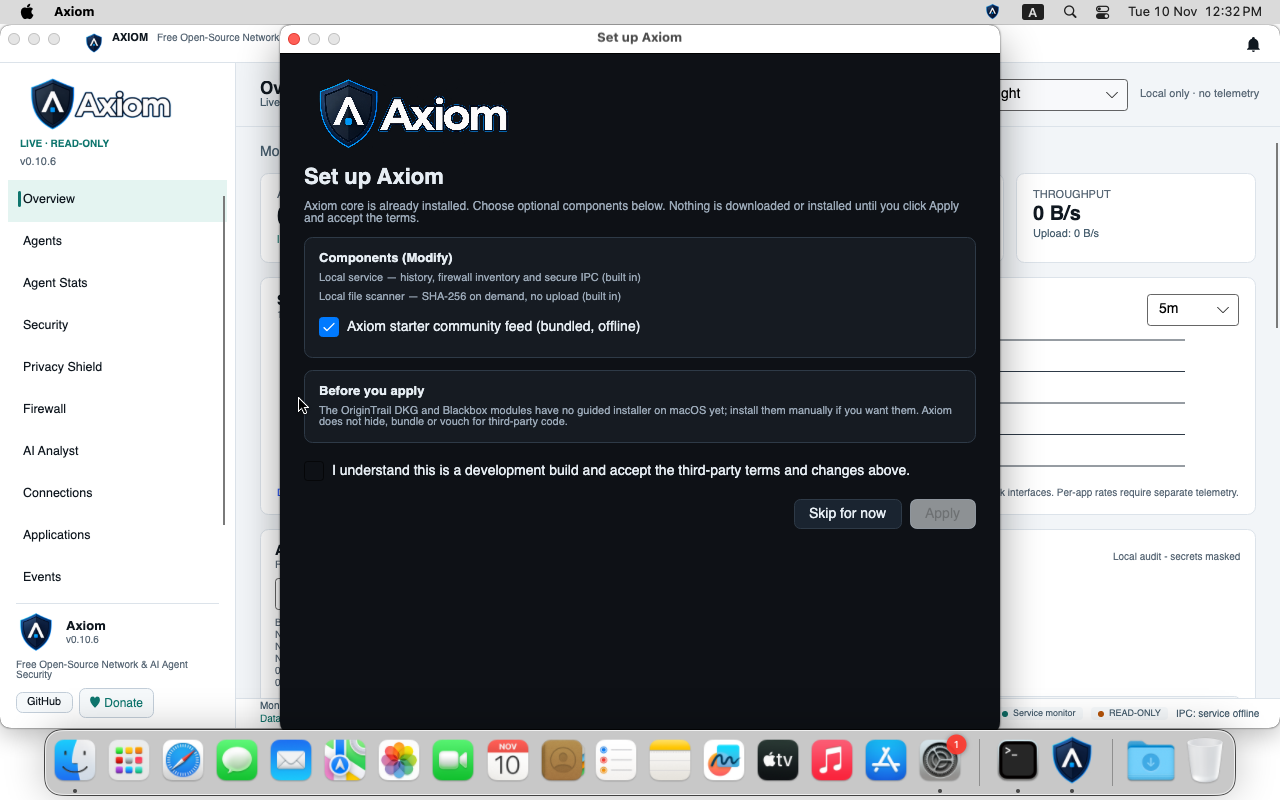 Axiom
A
Tue 10 Nov 12:32 PM
AXIOM Free Open-Source Network
Set up Axiom
Axiom
LIVE · READ-ONLY
v0.10.6
Overview
Agents
Agent Stats
Security
Privacy Shield
Firewall
AI Analyst
Connections
Applications
Events
Axiom
v0.10.6
Free Open-Source Network & AI Agent
Security
GitHub
Donate
Axiom
Set up Axiom
Axiom core is already installed. Choose optional components below. Nothing is downloaded or installed until you click Apply
and accept the terms.
Components (Modify)
Local service — history, firewall inventory and secure IPC (built in)
Local file scanner — SHA-256 on demand, no upload (built in)
Axiom starter community feed (bundled, offline)
Before you apply
The OriginTrail DKG and Blackbox modules have no guided installer on macOS yet; install them manually if you want them. Axiom
does not hide, bundle or vouch for third-party code.
I understand this is a development build and accept the third-party terms and changes above.
Skip for now
Apply
Local only · no telemetry
THROUGHPUT
0 B/s
Upload: 0 B/s
5m
interfaces. Per-app rates require separate telemetry.
Local audit - secrets masked
Service monitor
READ-ONLY
IPC: service offline
NOV
10
tv
1